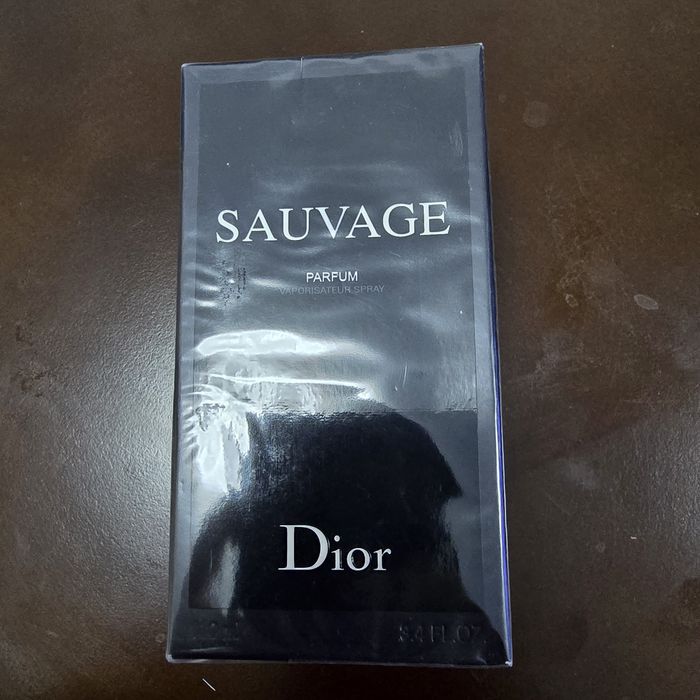 SAUVAGE
PARFUM
VAPORISATEUR SPRAY
Dior
3.4 FL.OZ.